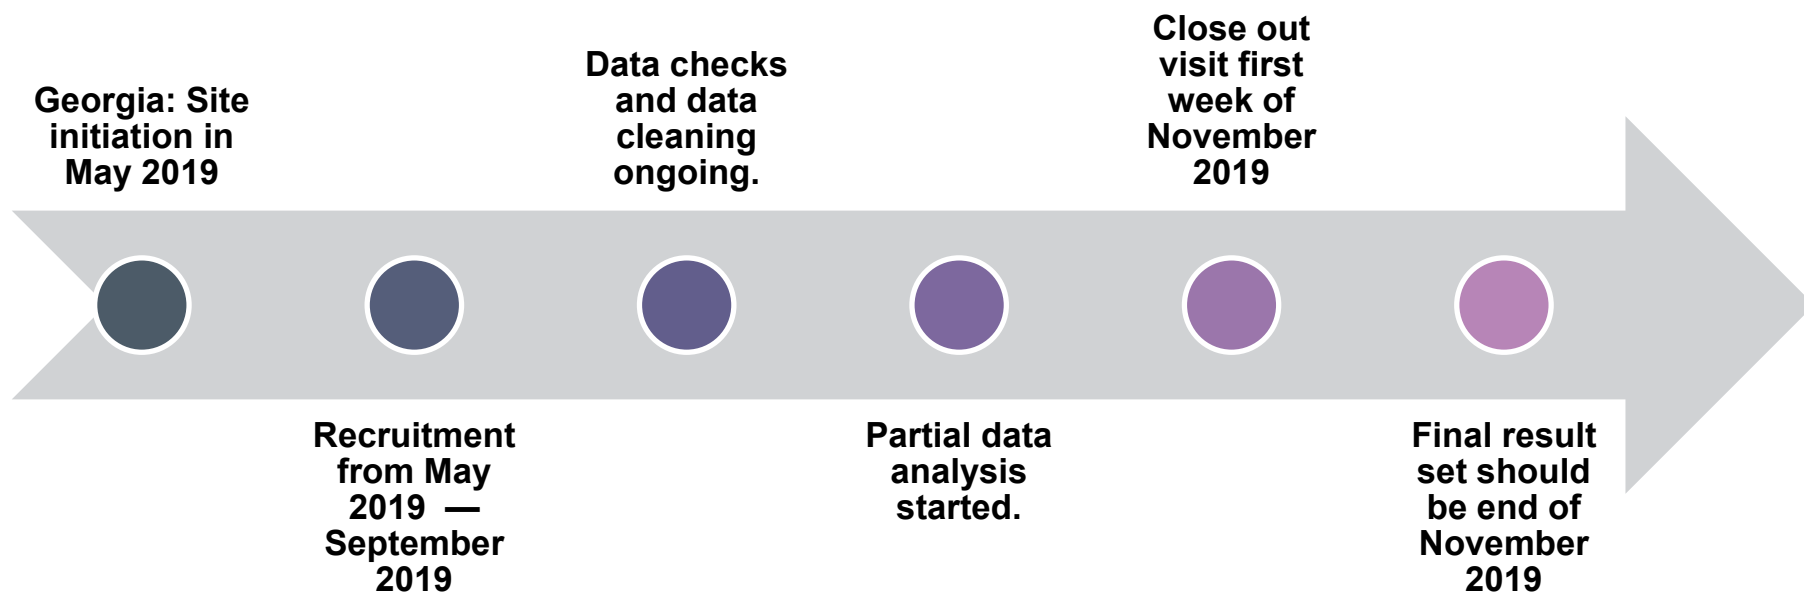 Georgia: Site
initiation in
May 2019
Recruitment
from May
2019 —
September
2019
Data checks
and data
cleaning
ongoing.
Partial data
analysis
started.
Close out
visit first
week of
November
2019
Final result
set should
be end of
November
2019